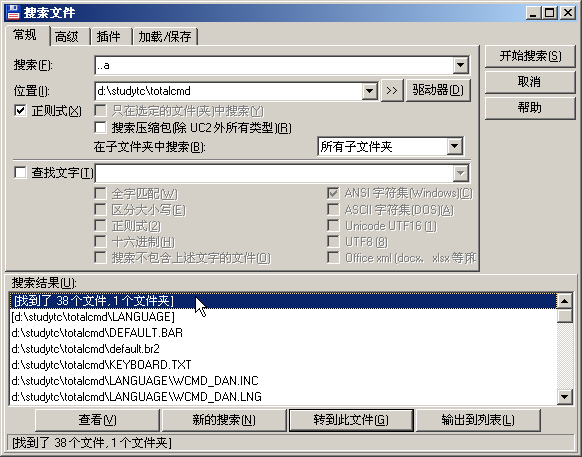 搜索文件
常规 高级 插件 加载/保存
搜索(F): ..a 开始搜索(S)
位置(I): d:\studytc\totalcmd >> 驱动器(D) 取消
正则式(X) 只在选定的文件(夹)中搜索(Y) 帮助
搜索压缩包(除 UC2 外所有类型)(R)
在子文件夹中搜索(B): 所有子文件夹
查找文字(T)
全字匹配(W) ANSI 字符集(Windows)(C)
区分大小写(E) ASCII 字符集(DOS)(A)
正则式(2) Unicode UTF16 (1)
十六进制(H) UTF8 (8)
搜索不包含上述文字的文件(O) Office xml (docx、xlsx 等)
搜索结果(U):
[找到了 38 个文件, 1 个文件夹]
[d:\studytc\totalcmd\LANGUAGE]
d:\studytc\totalcmd\DEFAULT.BAR
d:\studytc\totalcmd\default.br2
d:\studytc\totalcmd\KEYBOARD.TXT
d:\studytc\totalcmd\LANGUAGE\WCMD_DAN.INC
d:\studytc\totalcmd\LANGUAGE\WCMD_DAN.LNG
查看(V) 新的搜索(N) 转到此文件(G) 输出到列表(L)
[找到了 38 个文件, 1 个文件夹]